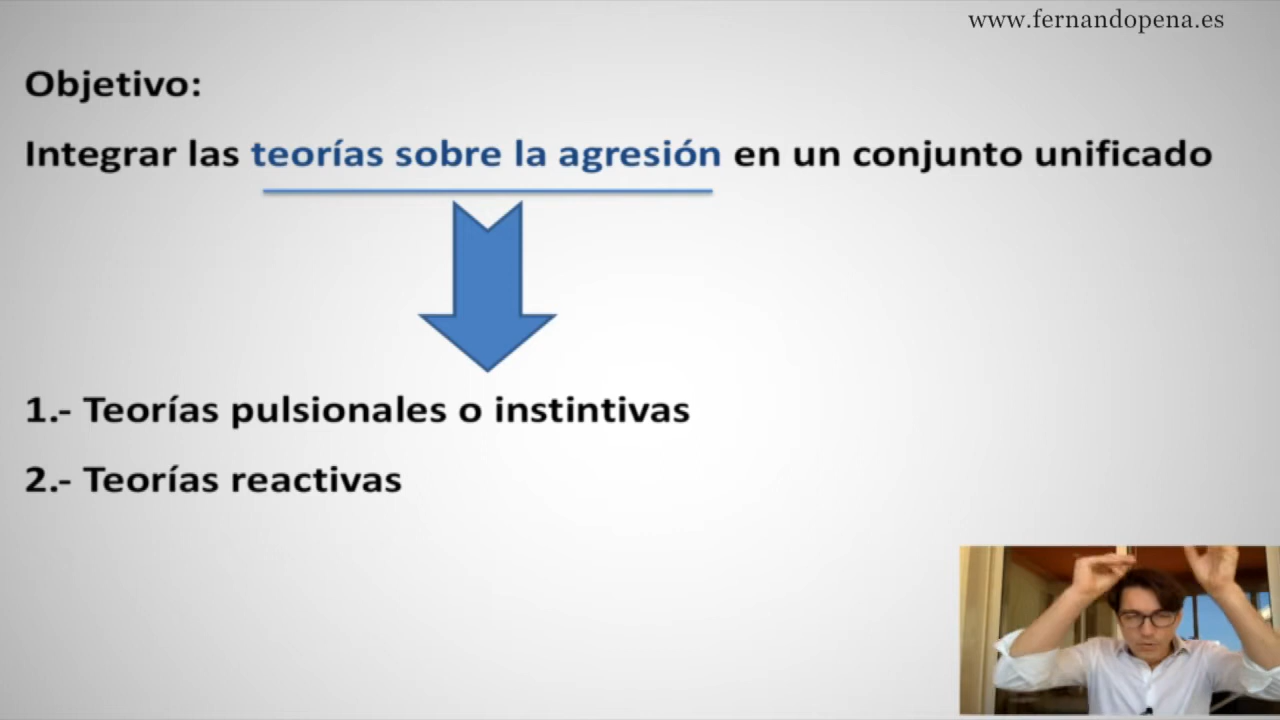 www.fernandopena.es
Objetivo:
Integrar las teorías sobre la agresión en un conjunto unificado
1.- Teorías pulsionales o instintivas
2.- Teorías reactivas